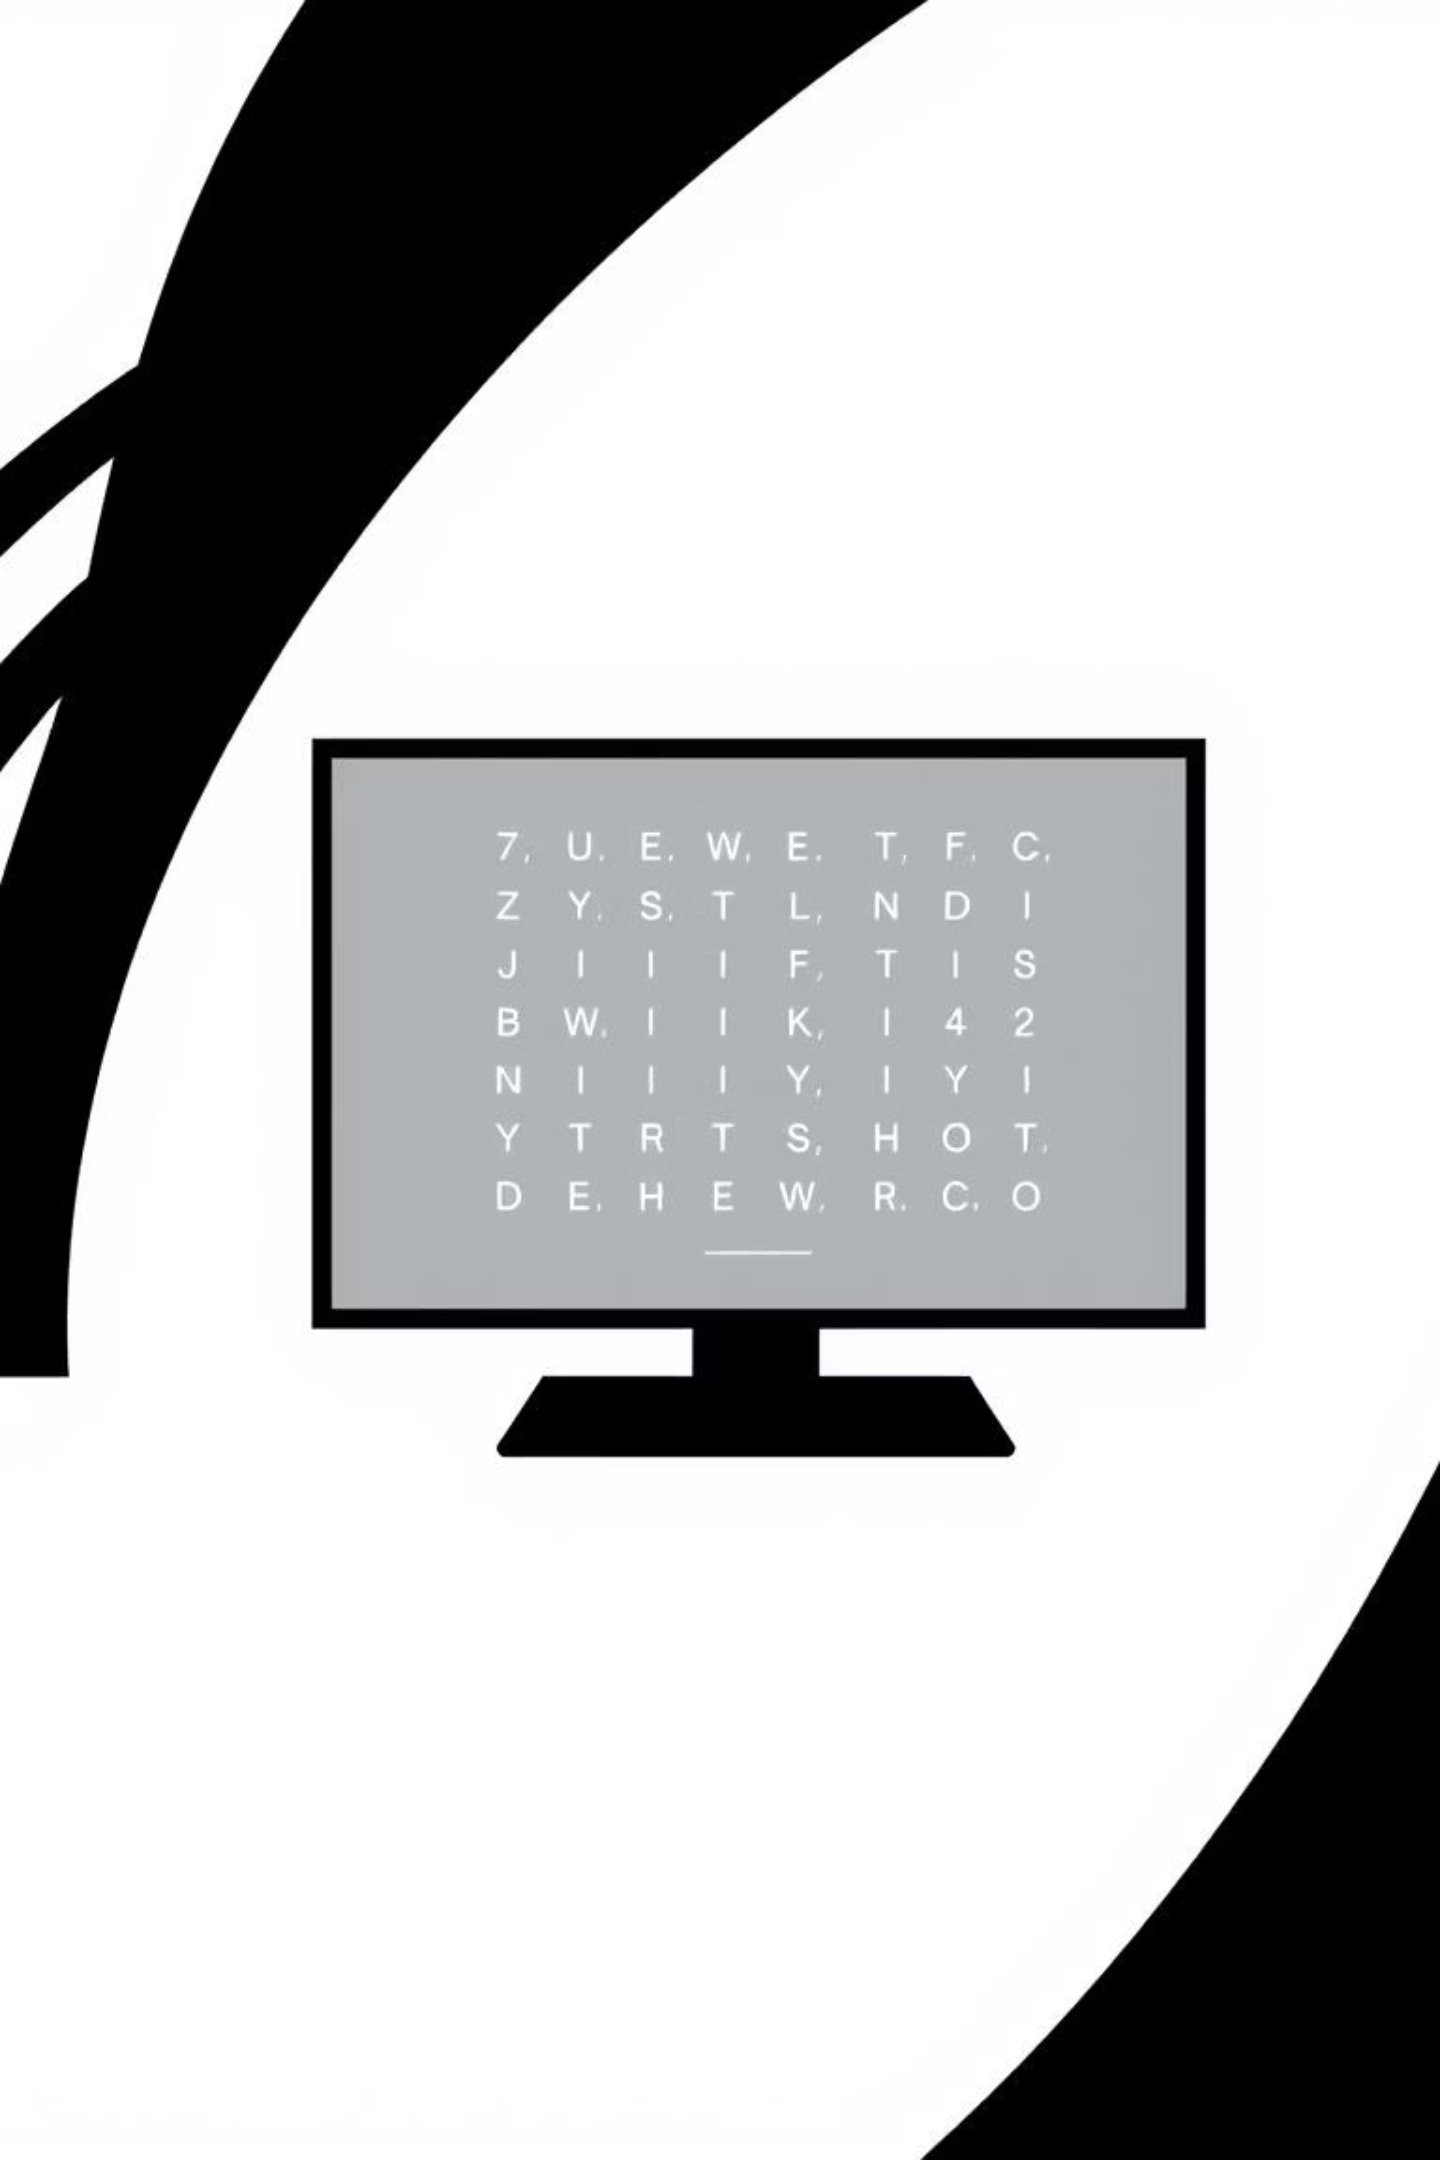 7, U, E, W, E, T, F, C,
Z Y, S, T L, N D I
J I I I F, T I S
B W, I I K, I 4 2
N I I I Y, I Y I
Y T R T S, H O T,
D E, H E W, R, C, O